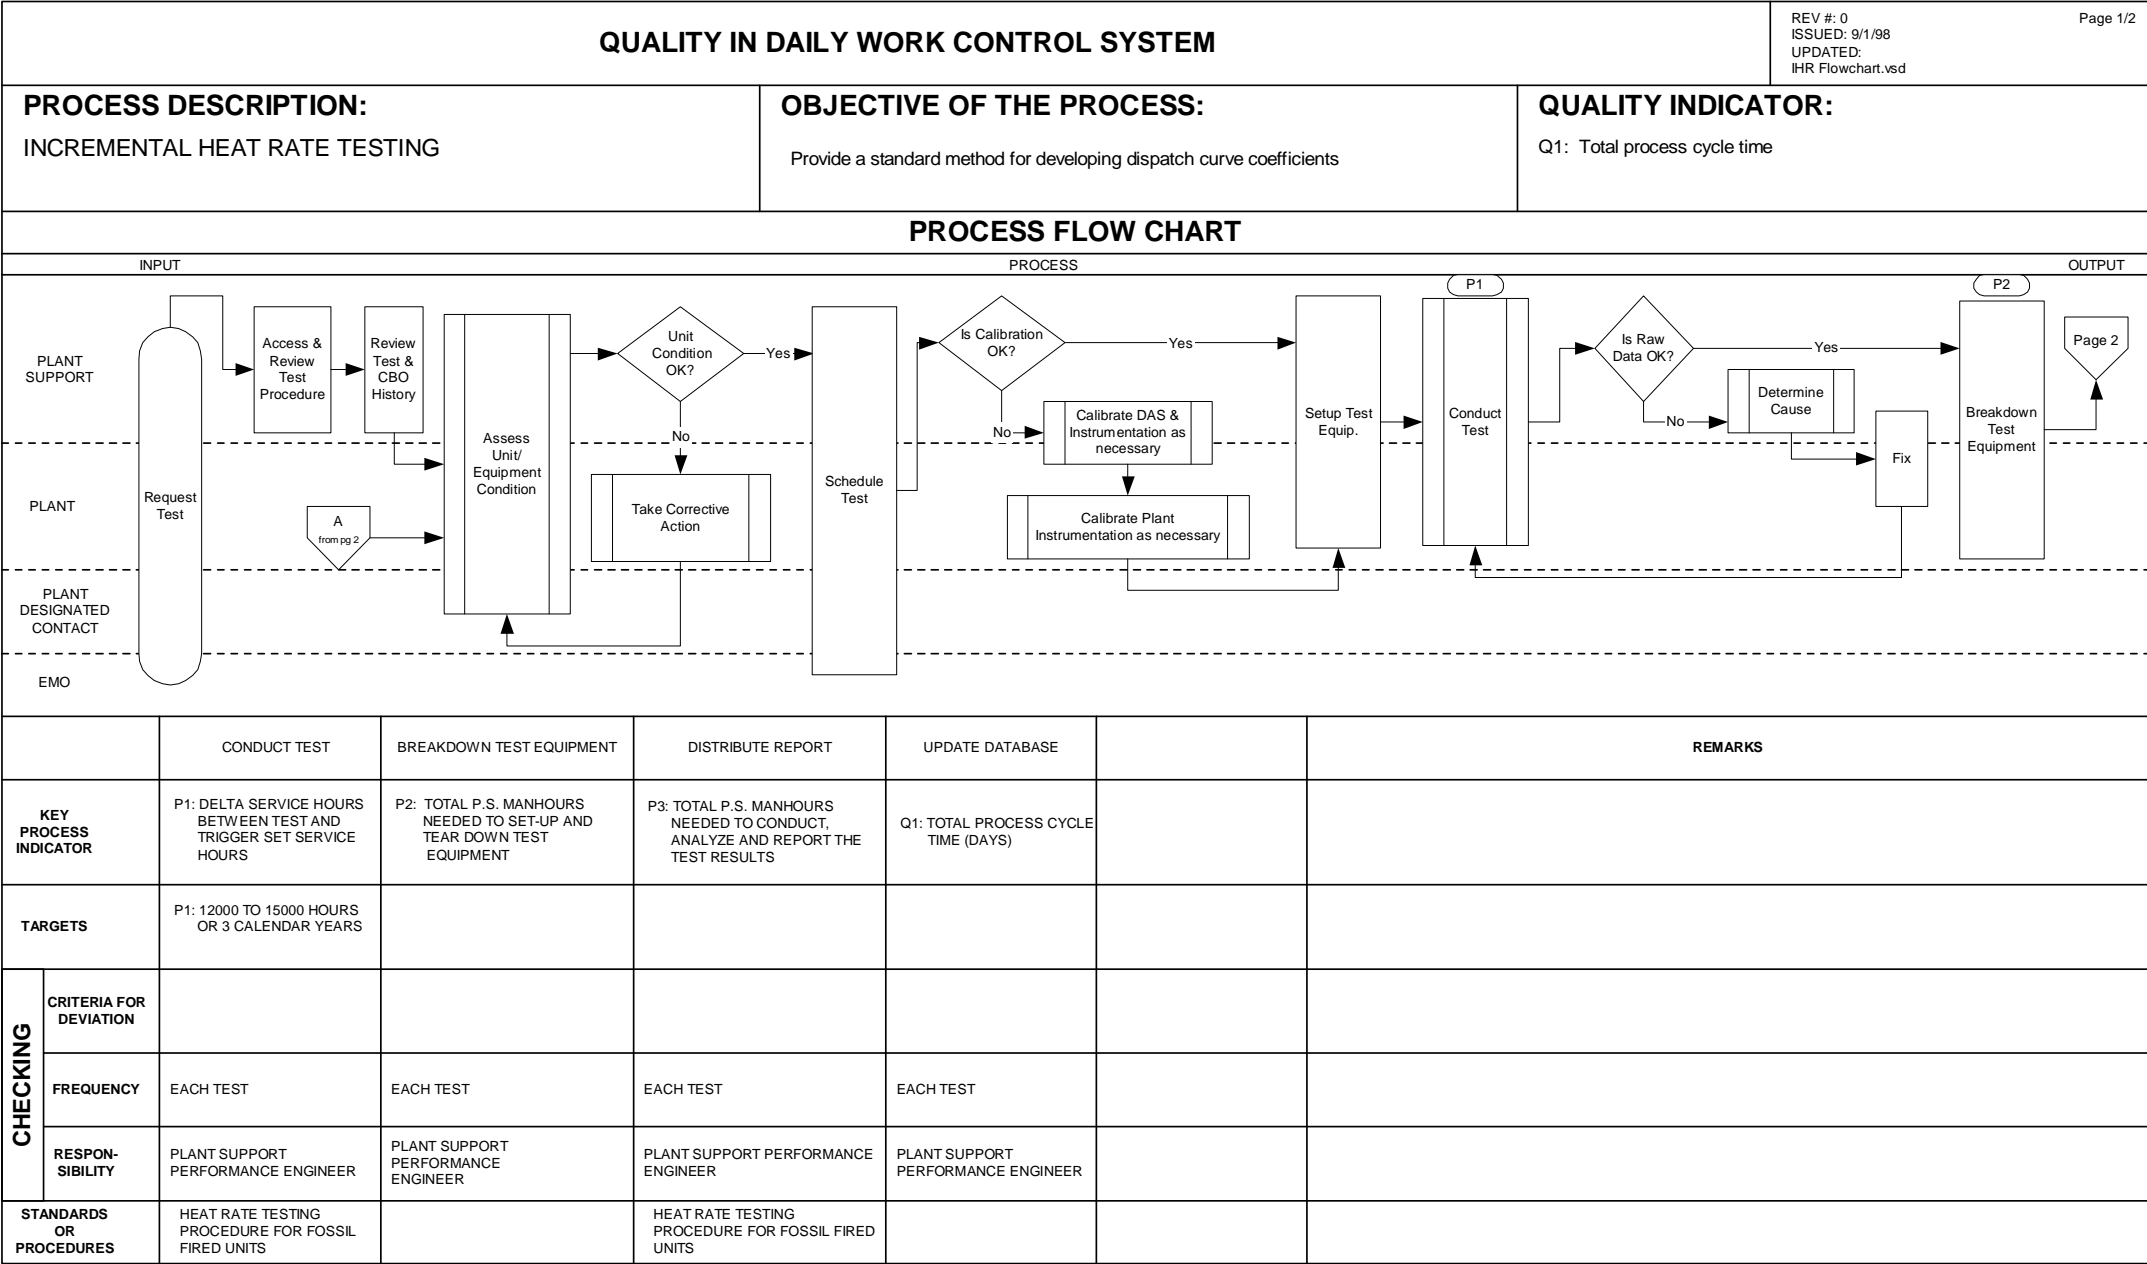 QUALITY IN DAILY WORK CONTROL SYSTEM
REV #: 0
Page 1/2
ISSUED: 9/1/98
UPDATED:
IHR Flowchart.vsd
PROCESS DESCRIPTION:
INCREMENTAL HEAT RATE TESTING
OBJECTIVE OF THE PROCESS:
Provide a standard method for developing dispatch curve coefficients
QUALITY INDICATOR:
Q1: Total process cycle time
PROCESS FLOW CHART
INPUT
PROCESS
OUTPUT
PLANT
SUPPORT
PLANT
PLANT
DESIGNATED
CONTACT
EMO
Request
Test
Access &
Review
Test
Procedure
Review
Test &
CBO
History
A
from pg 2
Assess
Unit/
Equipment
Condition
Unit
Condition
OK?
Yes
No
Take Corrective
Action
Schedule
Test
Is Calibration
OK?
Yes
No
Calibrate DAS &
Instrumentation as
necessary
Calibrate Plant
Instrumentation as necessary
Setup Test
Equip.
P1
Conduct
Test
Is Raw
Data OK?
Yes
No
Determine
Cause
Fix
P2
Breakdown
Test
Equipment
Page 2
CONDUCT TEST
BREAKDOWN TEST EQUIPMENT
DISTRIBUTE REPORT
UPDATE DATABASE
REMARKS
KEY
PROCESS
INDICATOR
P1: DELTA SERVICE HOURS
BETWEEN TEST AND
TRIGGER SET SERVICE
HOURS
P2: TOTAL P.S. MANHOURS
NEEDED TO SET-UP AND
TEAR DOWN TEST
EQUIPMENT
P3: TOTAL P.S. MANHOURS
NEEDED TO CONDUCT,
ANALYZE AND REPORT THE
TEST RESULTS
Q1: TOTAL PROCESS CYCLE
TIME (DAYS)
TARGETS
P1: 12000 TO 15000 HOURS
OR 3 CALENDAR YEARS
CHECKING
CRITERIA FOR
DEVIATION
FREQUENCY
EACH TEST
EACH TEST
EACH TEST
EACH TEST
RESPON-
SIBILITY
PLANT SUPPORT
PERFORMANCE ENGINEER
PLANT SUPPORT
PERFORMANCE
ENGINEER
PLANT SUPPORT PERFORMANCE
ENGINEER
PLANT SUPPORT
PERFORMANCE ENGINEER
STANDARDS
OR
PROCEDURES
HEAT RATE TESTING
PROCEDURE FOR FOSSIL
FIRED UNITS
HEAT RATE TESTING
PROCEDURE FOR FOSSIL FIRED
UNITS